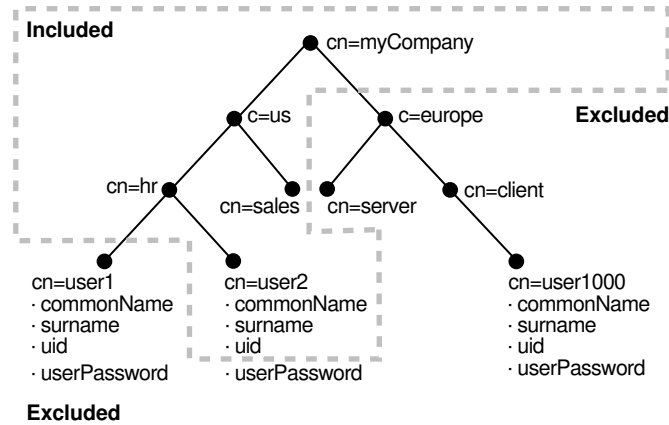 Included
cn=myCompany
c=us
c=europe
Excluded
cn=hr
cn=sales
cn=server
cn=client
cn=user1
· commonName
· surname
· uid
· userPassword
cn=user2
· commonName
· surname
· uid
· userPassword
cn=user1000
· commonName
· surname
· uid
· userPassword
Excluded